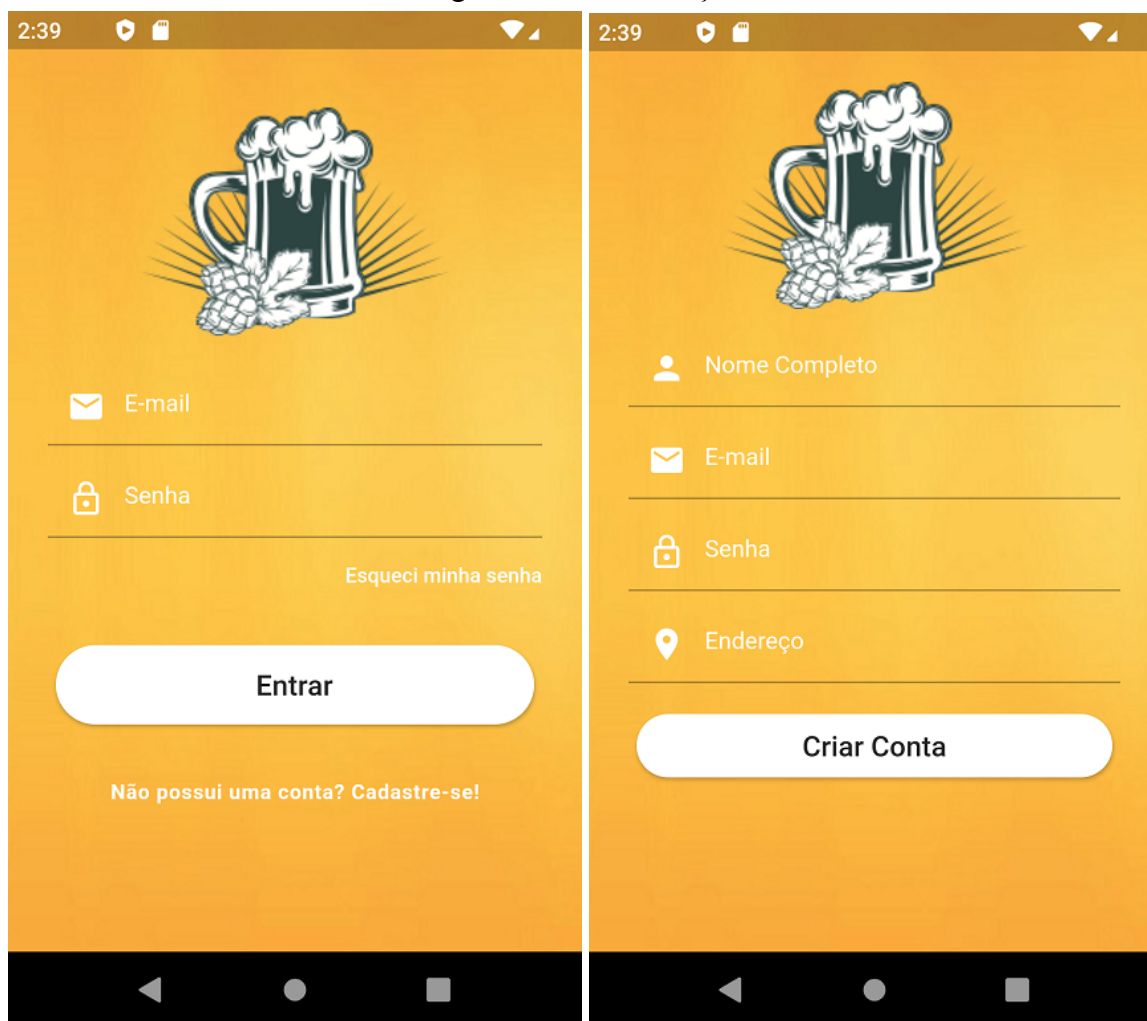 2:39
E-mail
Senha
Esqueci minha senha
Entrar
Não possui uma conta? Cadastre-se!
2:39
Nome Completo
E-mail
Senha
Endereço
Criar Conta